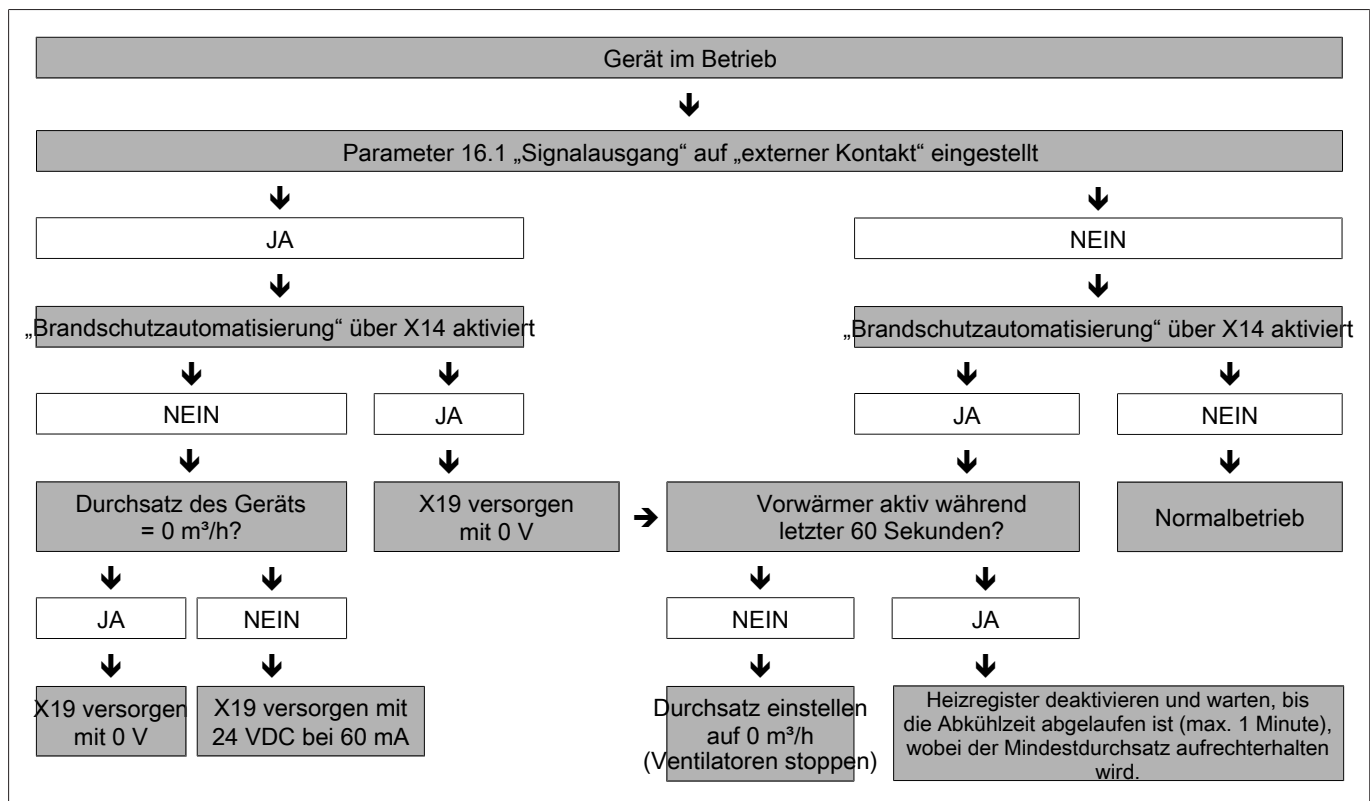 Gerät im Betrieb
Parameter 16.1 „Signalausgang“ auf „externer Kontakt“ eingestellt
JA
NEIN
„Brandschutzautomatisierung“ über X14 aktiviert
„Brandschutzautomatisierung“ über X14 aktiviert
NEIN
JA
JA
NEIN
Durchsatz des Geräts
= 0 m³/h?
X19 versorgen
mit 0 V
Vorwärmer aktiv während
letzter 60 Sekunden?
Normalbetrieb
JA
NEIN
NEIN
JA
X19 versorgen
mit 0 V
X19 versorgen mit
24 VDC bei 60 mA
Durchsatz einstellen
auf 0 m³/h
(Ventilatoren stoppen)
Heizregister deaktivieren und warten, bis
die Abkühlzeit abgelaufen ist (max. 1 Minute),
wobei der Mindestdurchsatz aufrechterhalten
wird.